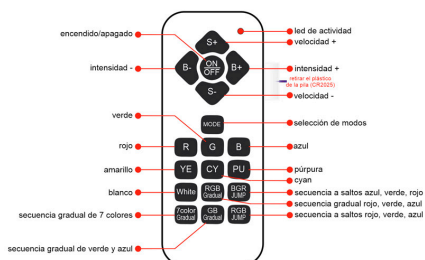 encendido/apagado
led de actividad
S+
velocidad +
ON
OFF
intensidad -
B-
B+
intensidad +
retirar el plástico
de la pila (CR2025)
S-
velocidad -
verde
MODE
selección de modos
rojo
R
G
B
azul
amarillo
YE
CY
PU
púrpura
cyan
blanco
White
RGB
Gradual
BGR
JUMP
secuencia a saltos azul, verde, rojo
secuencia gradual rojo, verde, azul
secuencia gradual de 7 colores
7color
Gradual
GB
Gradual
RGB
JUMP
secuencia a saltos rojo, verde, azul
secuencia gradual de verde y azul